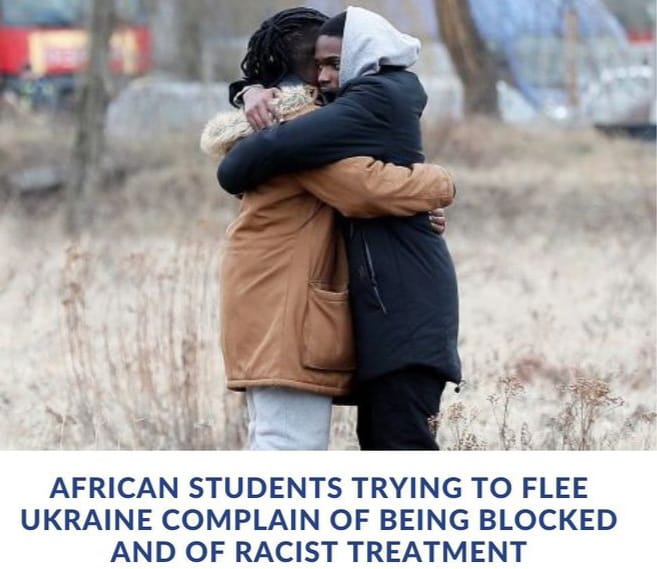 AFRICAN STUDENTS TRYING TO FLEE
UKRAINE COMPLAIN OF BEING BLOCKED
AND OF RACIST TREATMENT